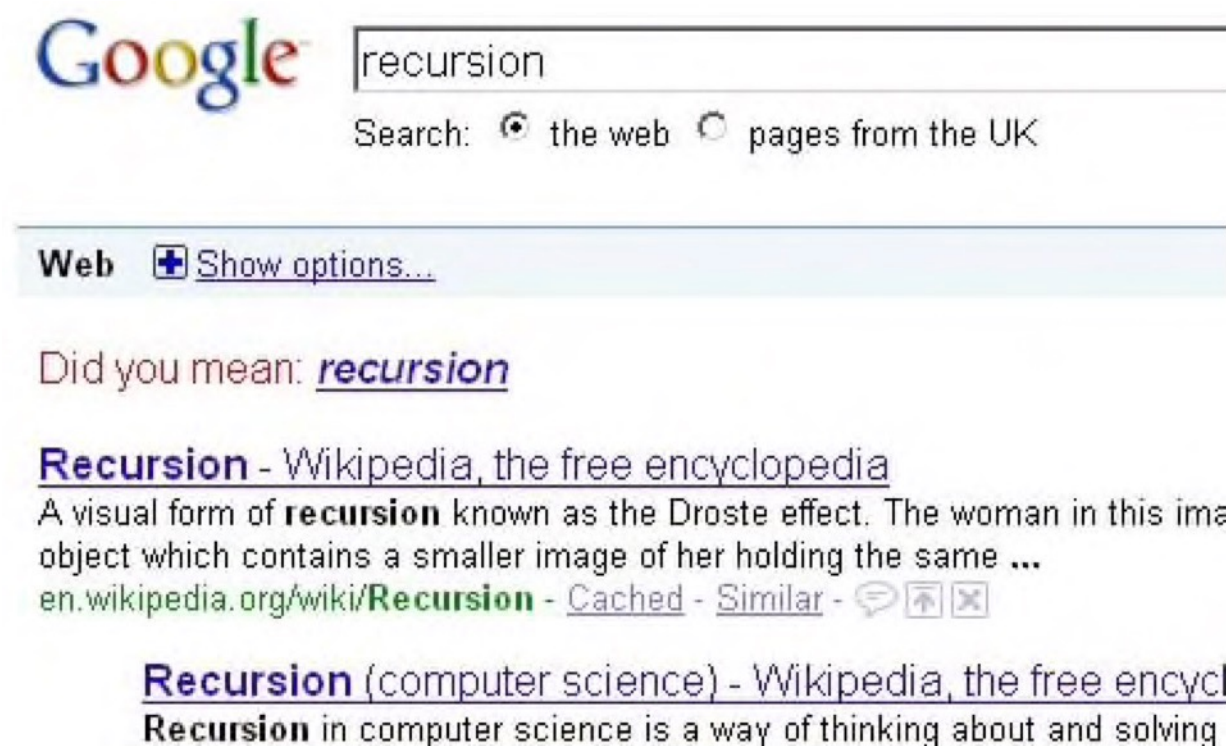 Google recursion
Search: the web pages from the UK
Web Show options...
Did you mean: recursion
Recursion - Wikipedia, the free encyclopedia
A visual form of recursion known as the Droste effect. The woman in this ima
object which contains a smaller image of her holding the same ...
en.wikipedia.org/wiki/Recursion - Cached - Similar -
Recursion (computer science) - Wikipedia, the free encycl
Recursion in computer science is a way of thinking about and solving